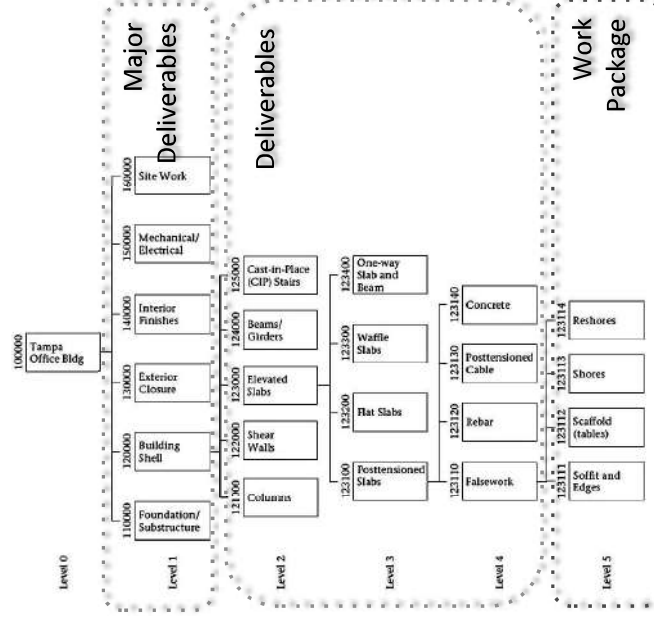 100000
Tampa
Office Bldg
Level 0
Major
Deliverables
110000
Foundation/
Substructure
120000
Building
Shell
130000
Exterior
Closure
140000
Interior
Finishes
150000
Mechanical/
Electrical
160000
Site Work
Level 1
Deliverables
121000
Columns
122000
Shear
Walls
123000
Elevated
Slabs
124000
Beams/
Girders
125000
Cast-in-Place
(CIP) Stairs
Level 2
123100
Posttensioned
Slabs
123200
Flat Slabs
123300
Waffle
Slabs
123400
One-way
Slab and
Beam
Level 3
123110
Falsework
123120
Rebar
123130
Posttensioned
Cable
123140
Concrete
Level 4
Work
Package
123111
Soffit and
Edges
123112
Scaffold
(tables)
123113
Shores
123114
Reshores
Level 5